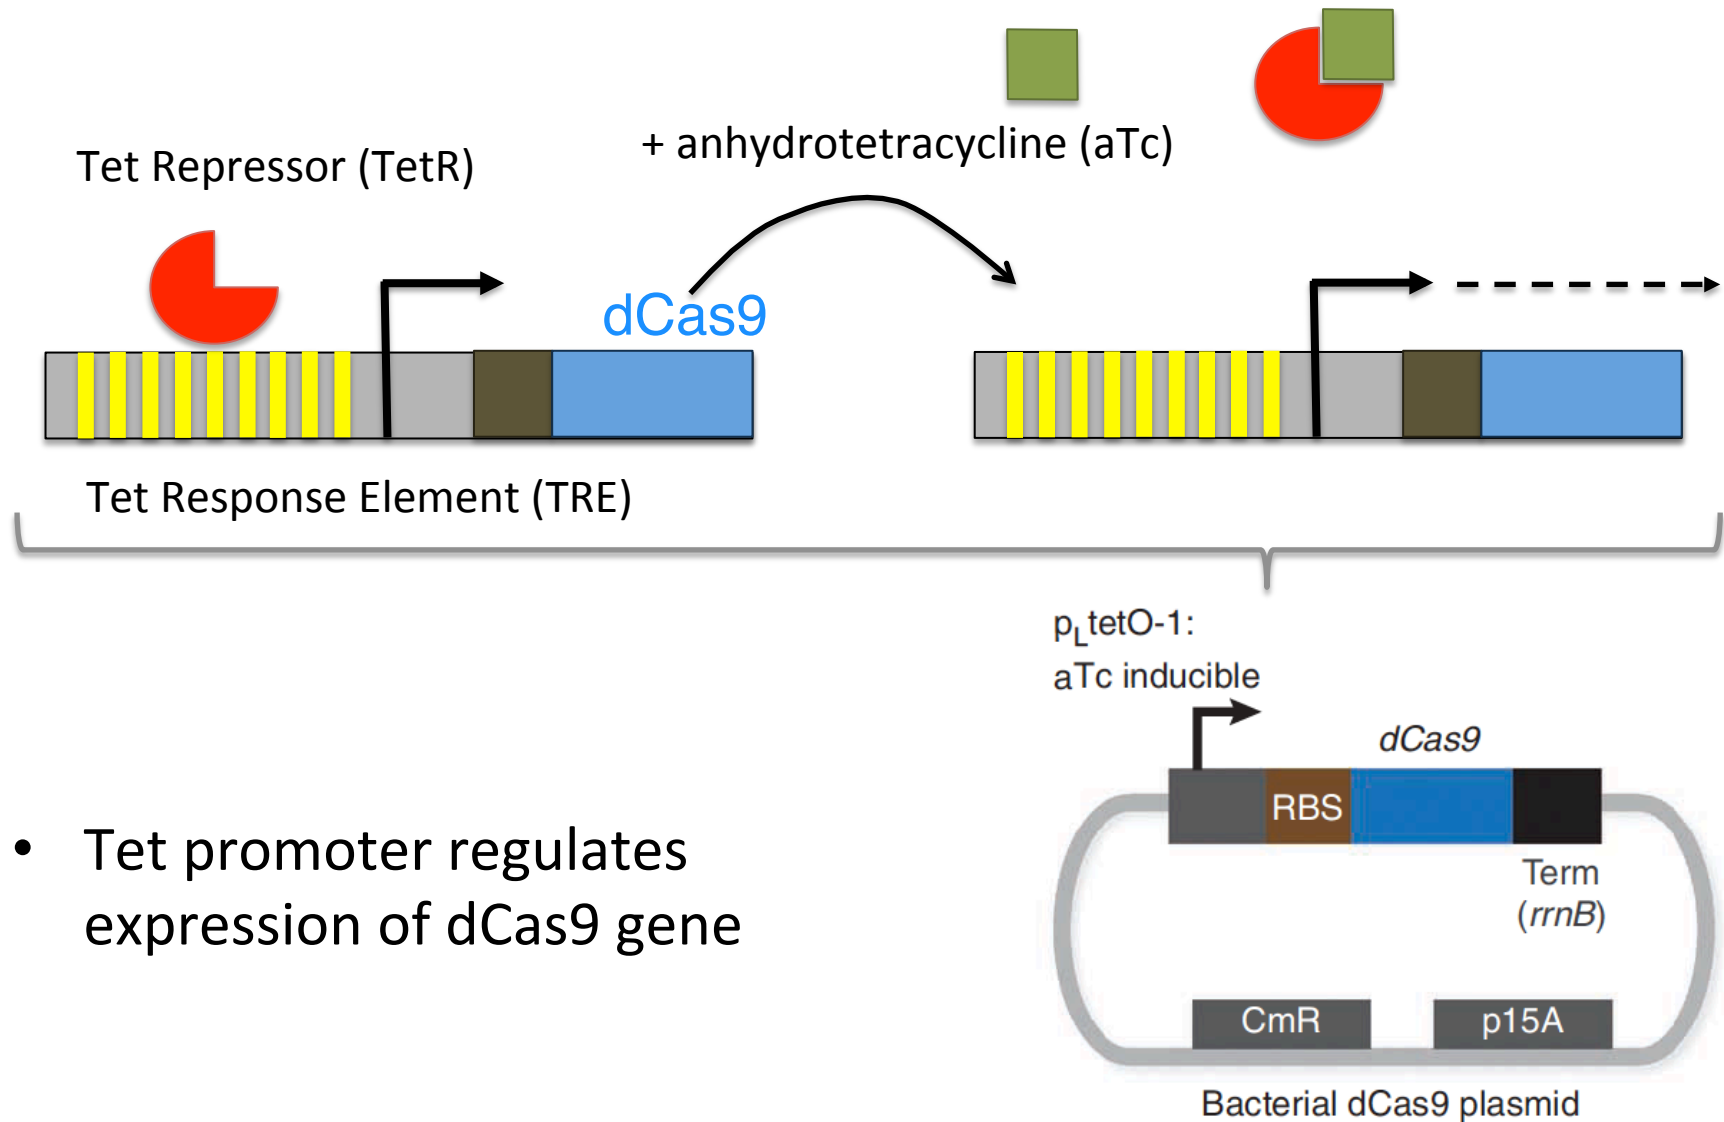 Tet Repressor (TetR)
+ anhydrotetracycline (aTc)
dCas9
Tet Response Element (TRE)
pLtetO-1:
aTc inducible
dCas9
RBS
Term
(rrnB)
CmR
p15A
Bacterial dCas9 plasmid
• Tet promoter regulates
expression of dCas9 gene